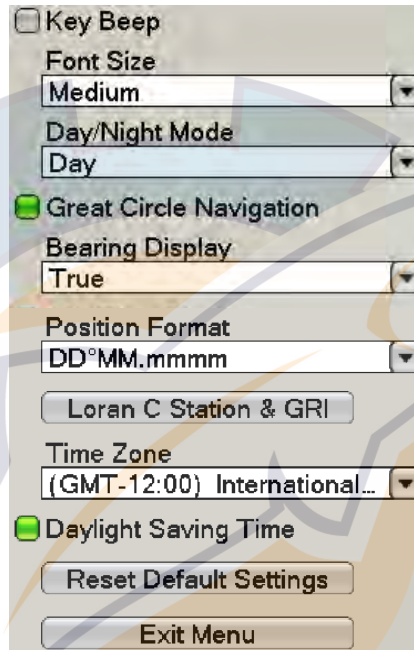 Key Beep
Font Size
Medium
Day/Night Mode
Day
Great Circle Navigation
Bearing Display
True
Position Format
DD°MM.mmmm
Loran C Station & GRI
Time Zone
(GMT-12:00) International...
Daylight Saving Time
Reset Default Settings
Exit Menu